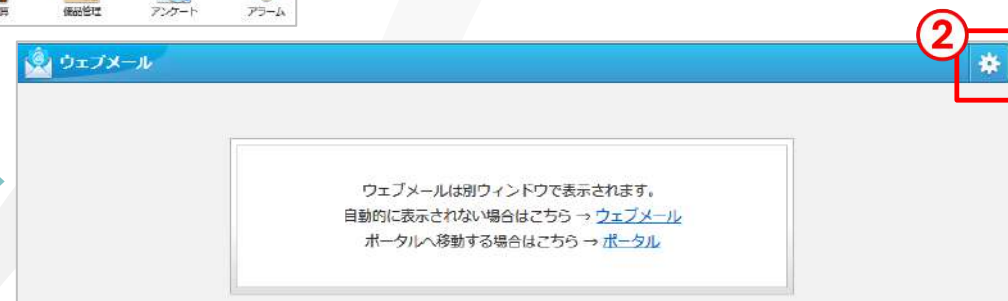 備品管理 アンケート アラーム
②
ウェブメール
ウェブメールは別ウィンドウで表示されます。
自動的に表示されない場合はこちら → ウェブメール
ポータルへ移動する場合はこちら → ポータル